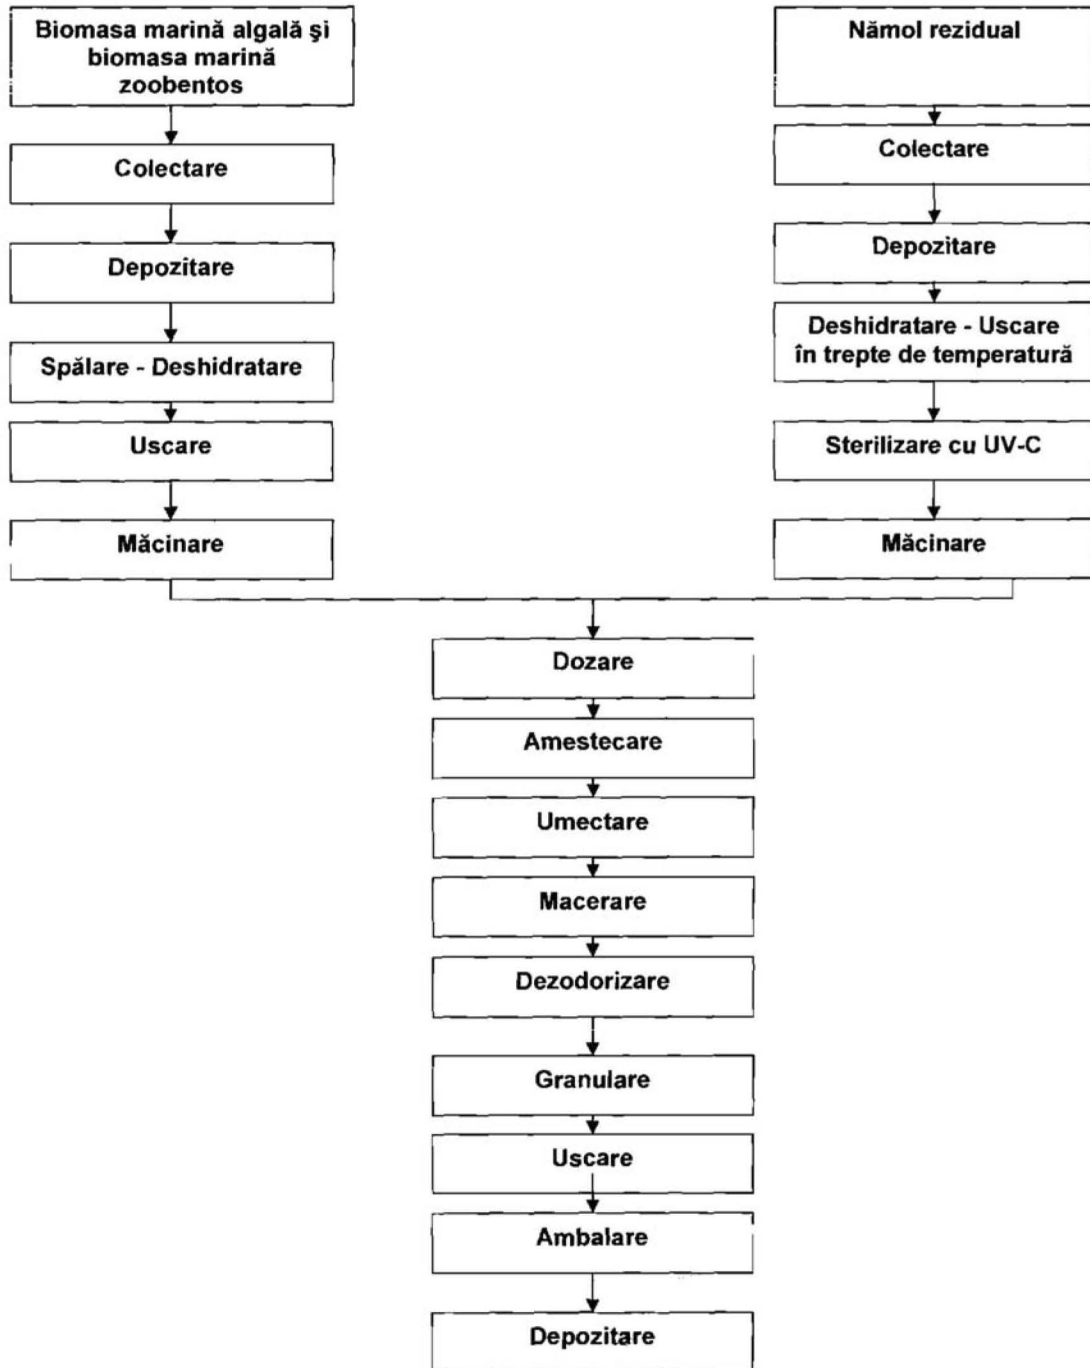 Biomasa marină algală şi
biomasa marină
zoobentos
Colectare
Depozitare
Spălare - Deshidratare
Uscare
Măcinare
Nămol rezidual
Colectare
Depozitare
Deshidratare - Uscare
în trepte de temperatură
Sterilizare cu UV-C
Măcinare
Dozare
Amestecare
Umectare
Macerare
Dezodorizare
Granulare
Uscare
Ambalare
Depozitare